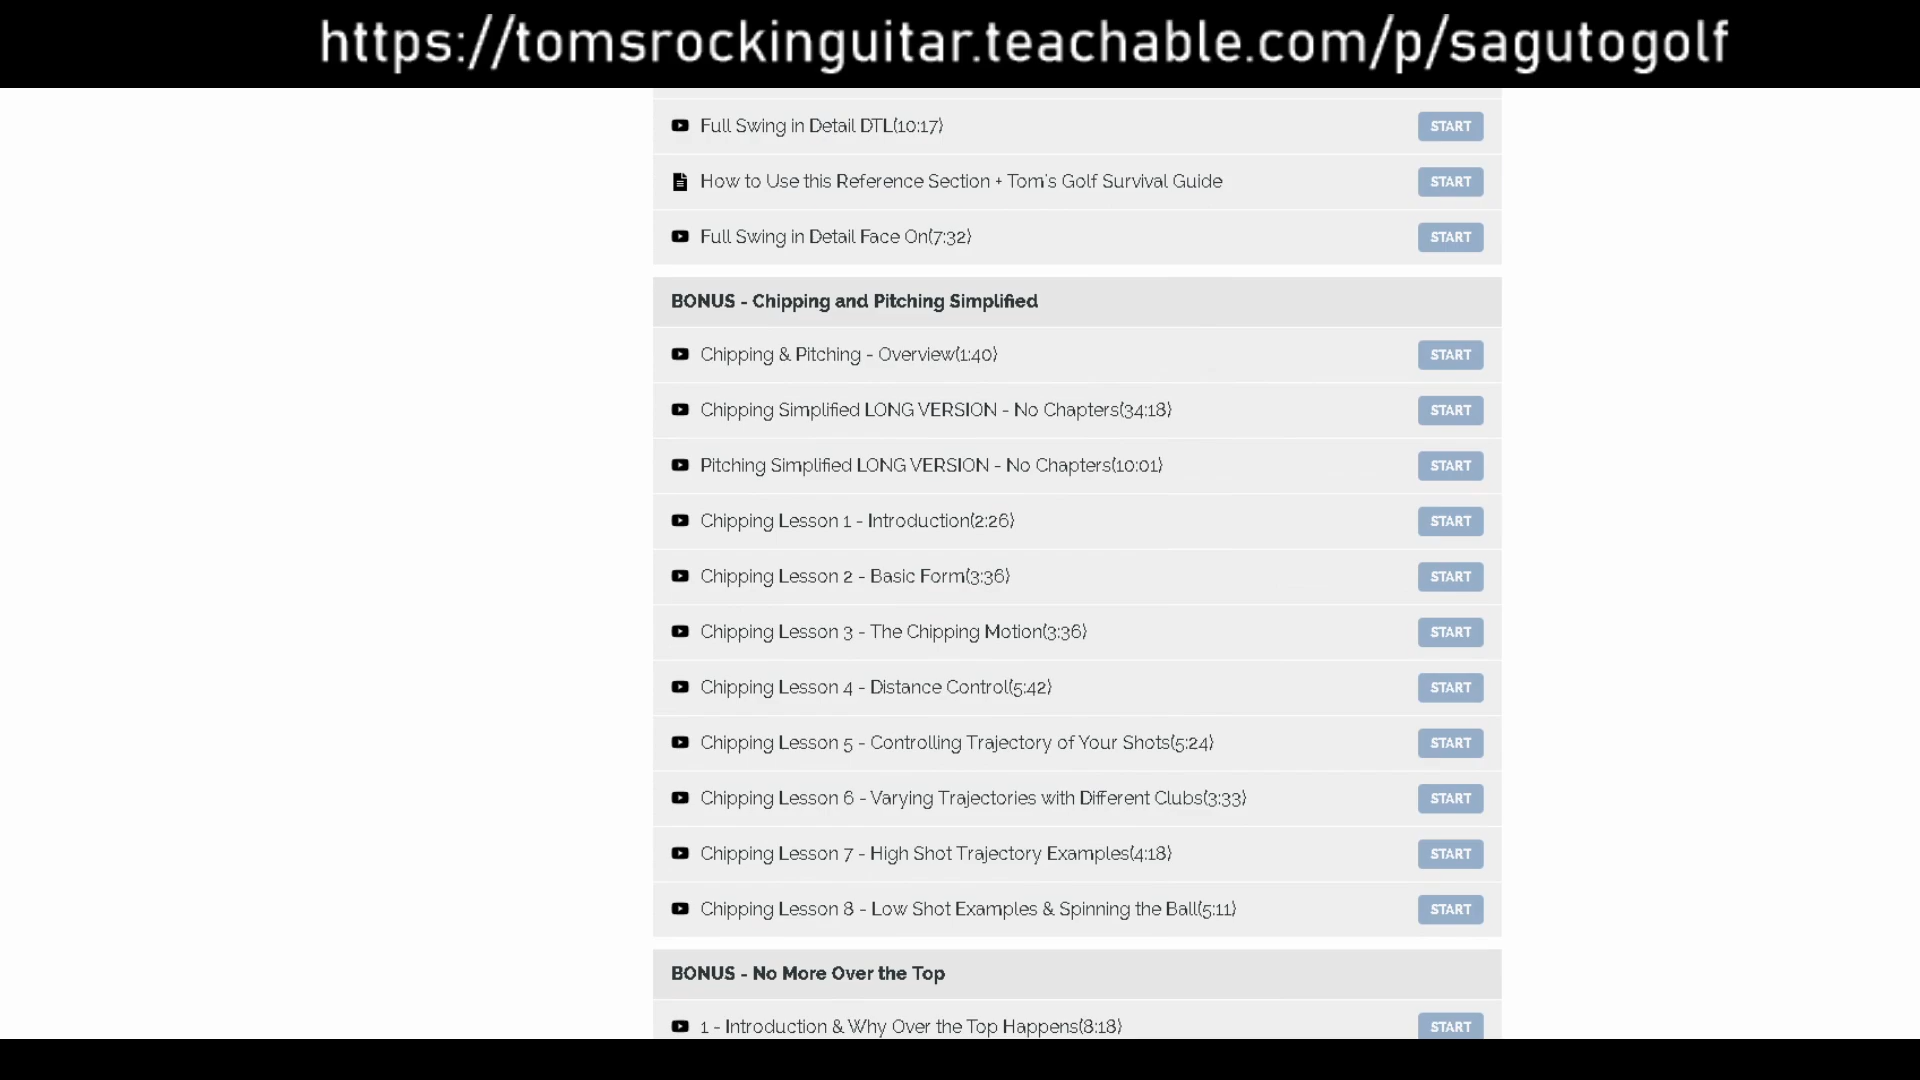 https://tomsrockinguitar.teachable.com/p/sagutogolf
Full Swing in Detail DTL(10:17) START
How to Use this Reference Section + Tom's Golf Survival Guide START
Full Swing in Detail Face On(7:32) START
BONUS - Chipping and Pitching Simplified
Chipping & Pitching - Overview(1:40) START
Chipping Simplified LONG VERSION - No Chapters(34:18) START
Pitching Simplified LONG VERSION - No Chapters(10:01) START
Chipping Lesson 1 - Introduction(2:26) START
Chipping Lesson 2 - Basic Form(3:36) START
Chipping Lesson 3 - The Chipping Motion(3:36) START
Chipping Lesson 4 - Distance Control(5:42) START
Chipping Lesson 5 - Controlling Trajectory of Your Shots(5:24) START
Chipping Lesson 6 - Varying Trajectories with Different Clubs(3:33) START
Chipping Lesson 7 - High Shot Trajectory Examples(4:18) START
Chipping Lesson 8 - Low Shot Examples & Spinning the Ball(5:11) START
BONUS - No More Over the Top
1 - Introduction & Why Over the Top Happens(8:18) START